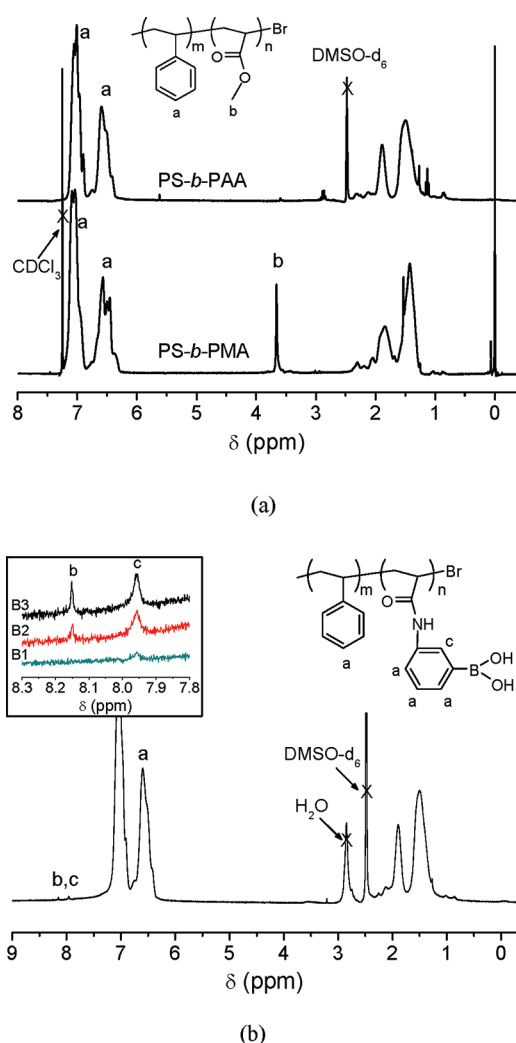 m n Br
O
O
a b
DMSO-d6
X
a a
PS-b-PAA
X
CDCl3
a a b
PS-b-PMA
8 7 6 5 4 3 2 1 0
δ (ppm)
(a)
b c
B3
B2
B1
8.3 8.2 8.1 8.0 7.9 7.8
δ (ppm)
m n Br
O
NH
a c
a B OH
OH
a a
a
DMSO-d6
X
H2O
X
b,c
9 8 7 6 5 4 3 2 1 0
δ (ppm)
(b)